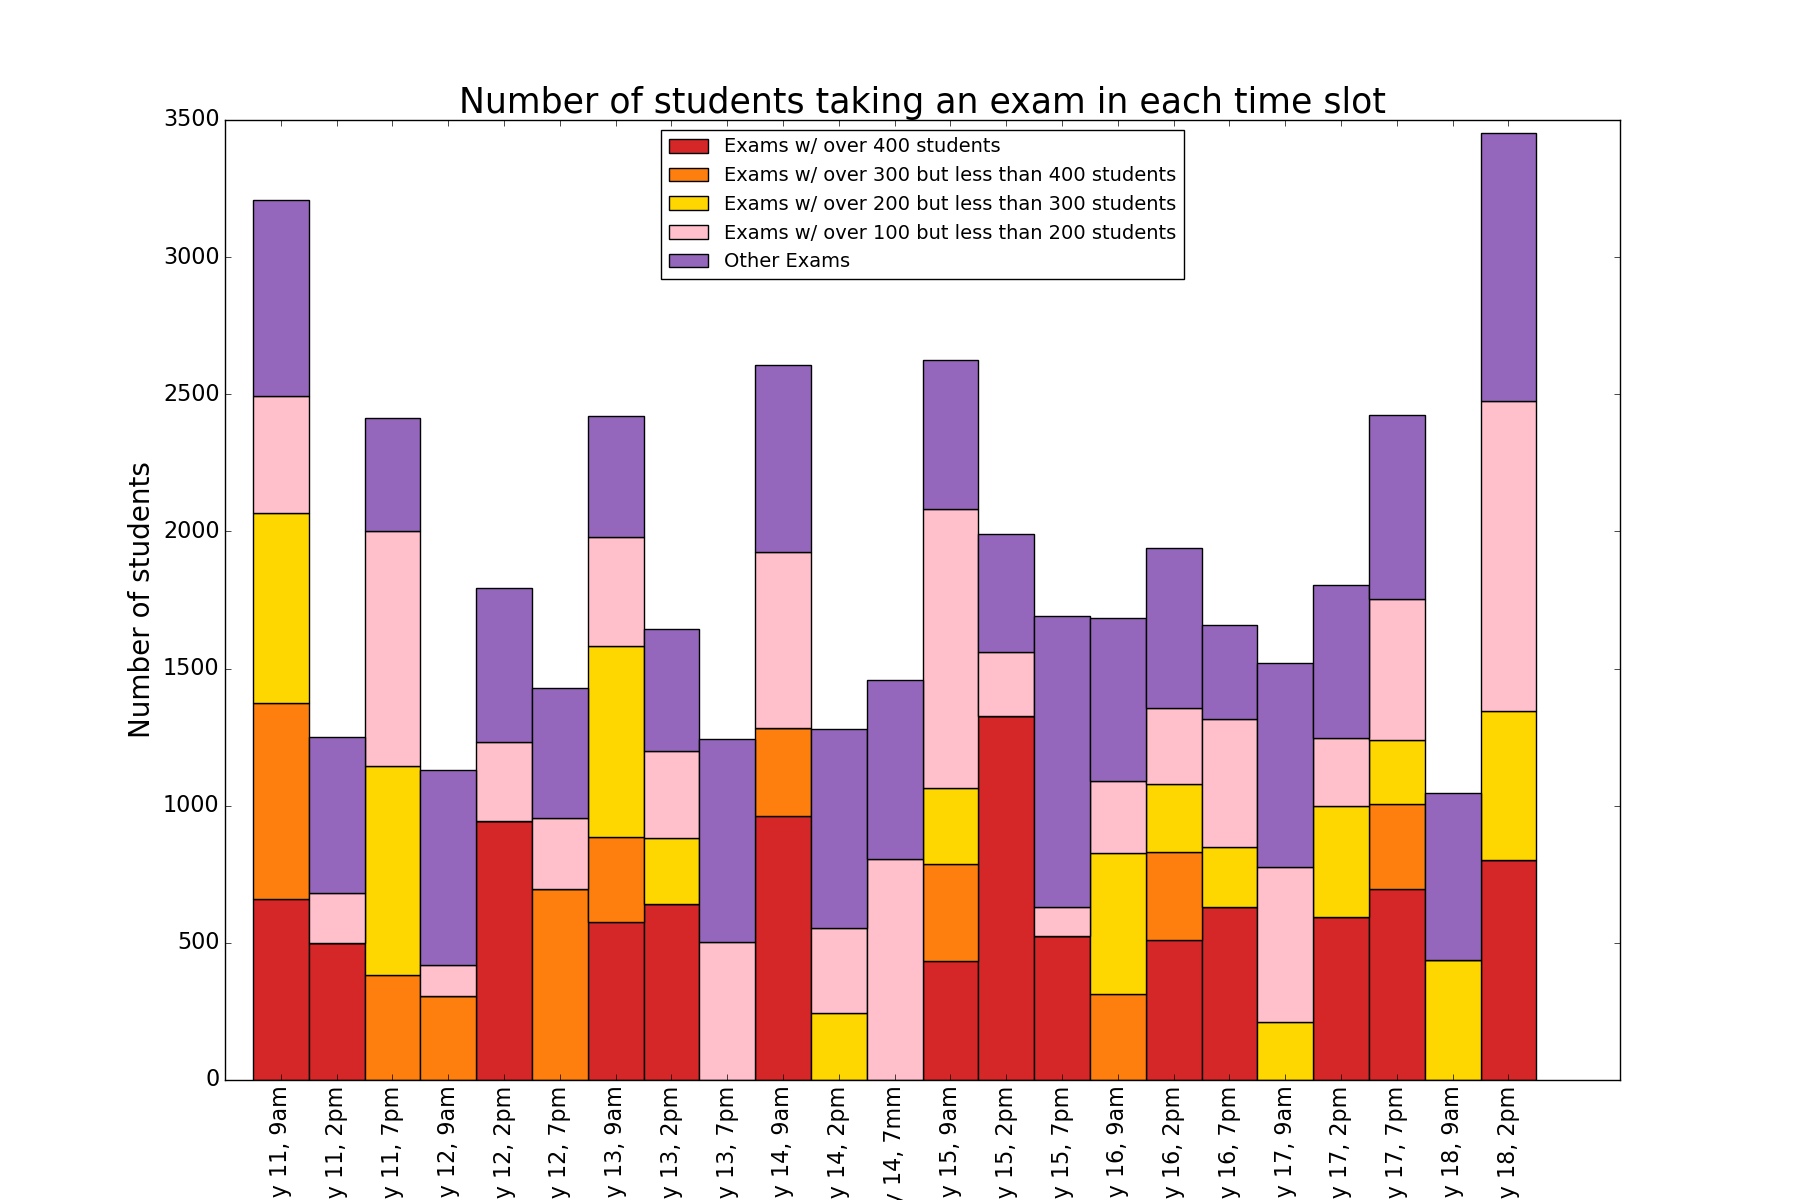 Number of students taking an exam in each time slot
Exams w/ over 400 students
Exams w/ over 300 but less than 400 students
Exams w/ over 200 but less than 300 students
Exams w/ over 100 but less than 200 students
Other Exams
Number of students
3500
3000
2500
2000
1500
1000
500
0
y 11, 9am
y 11, 2pm
y 11, 7pm
y 12, 9am
y 12, 2pm
y 12, 7pm
y 13, 9am
y 13, 2pm
y 13, 7pm
y 14, 9am
y 14, 2pm
y 14, 7mm
y 15, 9am
y 15, 2pm
y 15, 7pm
y 16, 9am
y 16, 2pm
y 16, 7pm
y 17, 9am
y 17, 2pm
y 17, 7pm
y 18, 9am
y 18, 2pm